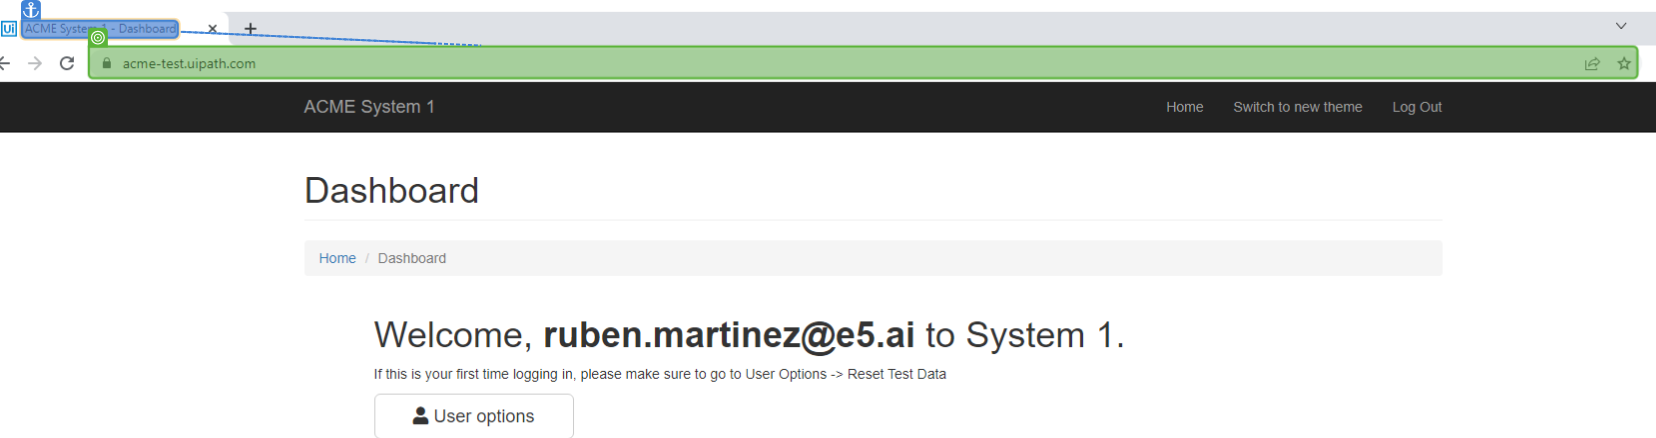 Ui ACME System 1 - Dashboard
acme-test.uipath.com
ACME System 1 Home Switch to new theme Log Out
Dashboard
Home / Dashboard
Welcome, ruben.martinez@e5.ai to System 1.
If this is your first time logging in, please make sure to go to User Options -> Reset Test Data
User options